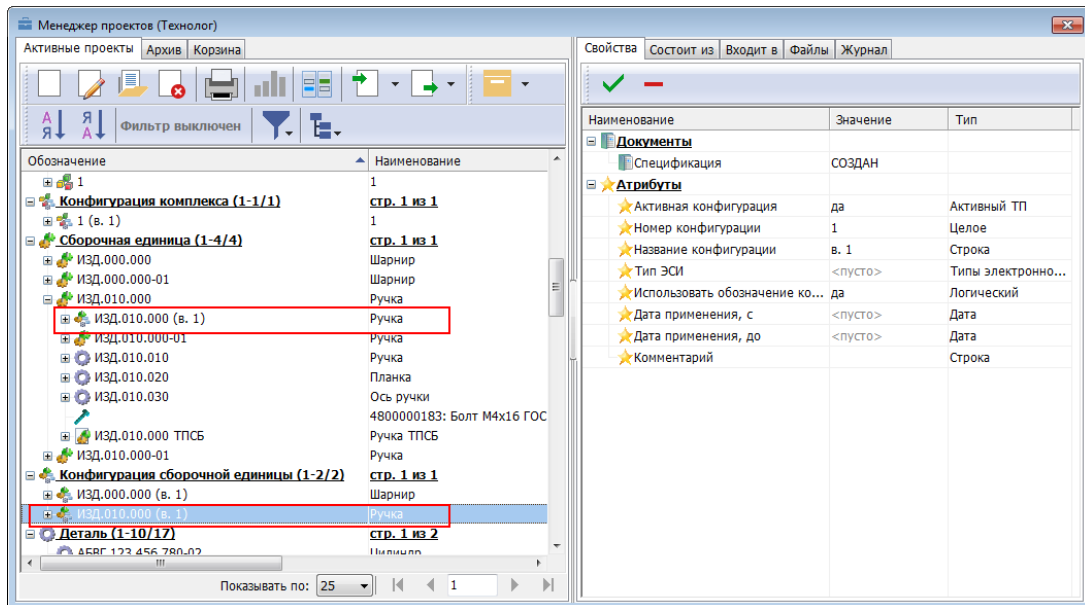 Менеджер проектов (Технолог)
Активные проекты Архив Корзина
Фильтр выключен
Обозначение Наименование
1 1
Конфигурация комплекса (1-1/1) стр. 1 из 1
1 (в. 1) 1
Сборочная единица (1-4/4) стр. 1 из 1
ИЗД.000.000 Шарнир
ИЗД.000.000-01 Шарнир
ИЗД.010.000 Ручка
ИЗД.010.000 (в. 1) Ручка
ИЗД.010.000-01 Ручка
ИЗД.010.010 Ручка
ИЗД.010.020 Планка
ИЗД.010.030 Ось ручки
4800000183: Болт М4х16 ГОС
ИЗД.010.000 ТПСБ Ручка ТПСБ
ИЗД.010.000-01 Ручка
Конфигурация сборочной единицы (1-2/2) стр. 1 из 1
ИЗД.000.000 (в. 1) Шарнир
ИЗД.010.000 (в. 1) Ручка
Деталь (1-10/17) стр. 1 из 2
АБВГ 123 456 780-02 Цилиндр
Показывать по: 25 1
Свойства Состоит из Входит в Файлы Журнал
Наименование Значение Тип
Документы
Спецификация СОЗДАН
Атрибуты
Активная конфигурация да Активный ТП
Номер конфигурации 1 Целое
Название конфигурации в. 1 Строка
Тип ЭСИ <пусто> Типы электронно...
Использовать обозначение ко... да Логический
Дата применения, с <пусто> Дата
Дата применения, до <пусто> Дата
Комментарий Строка